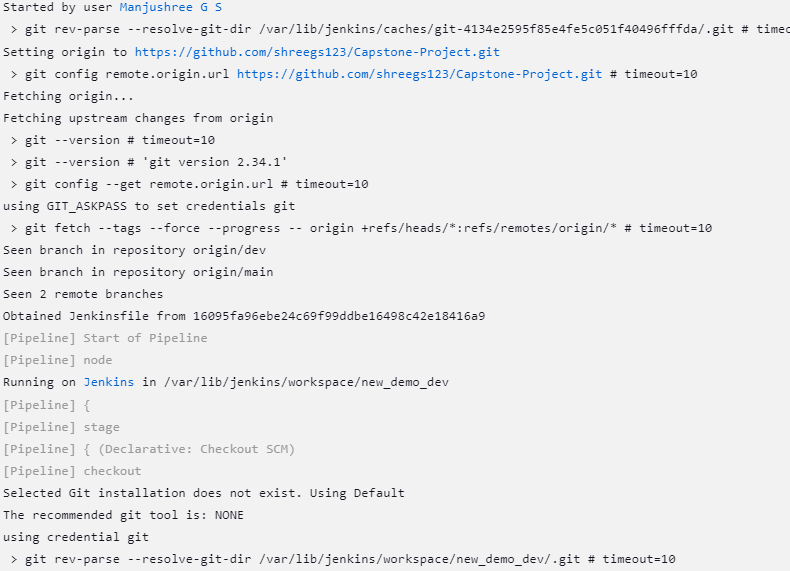 Started by user Manjushree G S
> git rev-parse --resolve-git-dir /var/lib/jenkins/caches/git-4134e2595f85e4fe5c051f40496fffda/.git # timeo
Setting origin to https://github.com/shreegs123/Capstone-Project.git
> git config remote.origin.url https://github.com/shreegs123/Capstone-Project.git # timeout=10
Fetching origin...
Fetching upstream changes from origin
> git --version # timeout=10
> git --version # 'git version 2.34.1'
> git config --get remote.origin.url # timeout=10
using GIT_ASKPASS to set credentials git
> git fetch --tags --force --progress -- origin +refs/heads/*:refs/remotes/origin/* # timeout=10
Seen branch in repository origin/dev
Seen branch in repository origin/main
Seen 2 remote branches
Obtained Jenkinsfile from 16095fa96ebe24c69f99ddbe16498c42e18416a9
[Pipeline] Start of Pipeline
[Pipeline] node
Running on Jenkins in /var/lib/jenkins/workspace/new_demo_dev
[Pipeline] {
[Pipeline] stage
[Pipeline] { (Declarative: Checkout SCM)
[Pipeline] checkout
Selected Git installation does not exist. Using Default
The recommended git tool is: NONE
using credential git
> git rev-parse --resolve-git-dir /var/lib/jenkins/workspace/new_demo_dev/.git # timeout=10